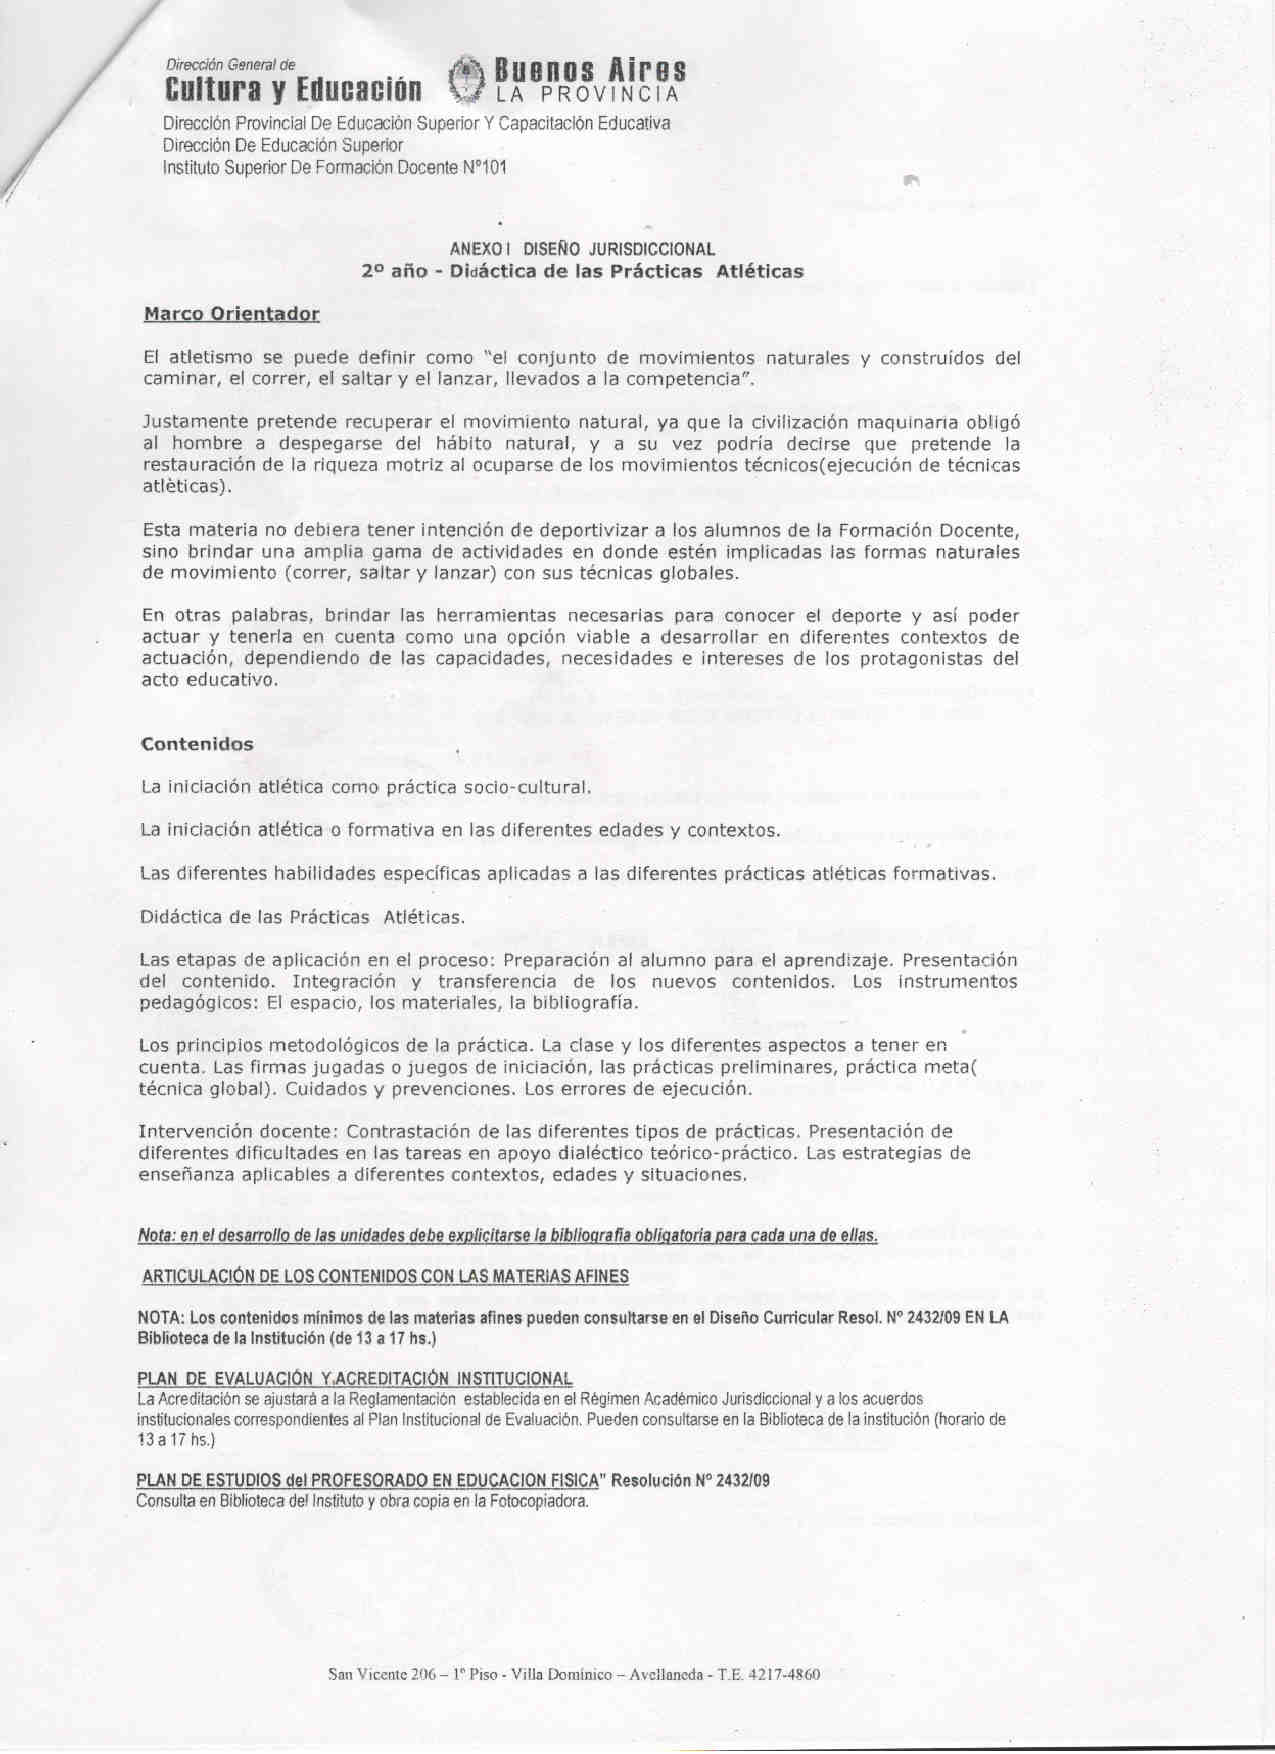 Dirección General de
Cultura y Educación
Buenos Aires
LA PROVINCIA
Dirección Provincial De Educación Superior Y Capacitación Educativa
Dirección De Educación Superior
Instituto Superior De Formación Docente Nº101
ANEXO I DISEÑO JURISDICCIONAL
2º año - Didáctica de las Prácticas Atléticas
Marco Orientador
El atletismo se puede definir como "el conjunto de movimientos naturales y construídos del
caminar, el correr, el saltar y el lanzar, llevados a la competencia".
Justamente pretende recuperar el movimiento natural, ya que la civilización maquinaria obligó
al hombre a despegarse del hábito natural, y a su vez podría decirse que pretende la
restauración de la riqueza motriz al ocuparse de los movimientos técnicos(ejecución de técnicas
atlèticas).
Esta materia no debiera tener intención de deportivizar a los alumnos de la Formación Docente,
sino brindar una amplia gama de actividades en donde estén implicadas las formas naturales
de movimiento (correr, saltar y lanzar) con sus técnicas globales.
En otras palabras, brindar las herramientas necesarias para conocer el deporte y así poder
actuar y tenerla en cuenta como una opción viable a desarrollar en diferentes contextos de
actuación, dependiendo de las capacidades, necesidades e intereses de los protagonistas del
acto educativo.
Contenidos
La iniciación atlética como práctica socio-cultural.
La iniciación atlética o formativa en las diferentes edades y contextos.
Las diferentes habilidades específicas aplicadas a las diferentes prácticas atléticas formativas.
Didáctica de las Prácticas Atléticas.
Las etapas de aplicación en el proceso: Preparación al alumno para el aprendizaje. Presentación
del contenido. Integración y transferencia de los nuevos contenidos. Los instrumentos
pedagógicos: El espacio, los materiales, la bibliografía.
Los principios metodológicos de la práctica. La clase y los diferentes aspectos a tener en
cuenta. Las firmas jugadas o juegos de iniciación, las prácticas preliminares, práctica meta(
técnica global). Cuidados y prevenciones. Los errores de ejecución.
Intervención docente: Contrastación de las diferentes tipos de prácticas. Presentación de
diferentes dificultades en las tareas en apoyo dialéctico teórico-práctico. Las estrategias de
enseñanza aplicables a diferentes contextos, edades y situaciones.
Nota: en el desarrollo de las unidades debe explicitarse la bibliografía obligatoria para cada una de ellas.
ARTICULACIÓN DE LOS CONTENIDOS CON LAS MATERIAS AFINES
NOTA: Los contenidos mínimos de las materias afines pueden consultarse en el Diseño Curricular Resol. Nº 2432/09 EN LA
Biblioteca de la Institución (de 13 a 17 hs.)
PLAN DE EVALUACIÓN Y.ACREDITACIÓN INSTITUCIONAL
La Acreditación se ajustará a la Reglamentación establecida en el Régimen Académico Jurisdiccional y a los acuerdos
institucionales correspondientes al Plan Institucional de Evaluación. Pueden consultarse en la Biblioteca de la institución (horario de
13 a 17 hs.)
PLAN DE ESTUDIOS del PROFESORADO EN EDUCACION FISICA" Resolución Nº 2432/09
Consulta en Biblioteca del Instituto y obra copia en la Fotocopiadora.
San Vicente 206 – 1º Piso - Villa Domínico – Avellaneda - T.E. 4217-4860